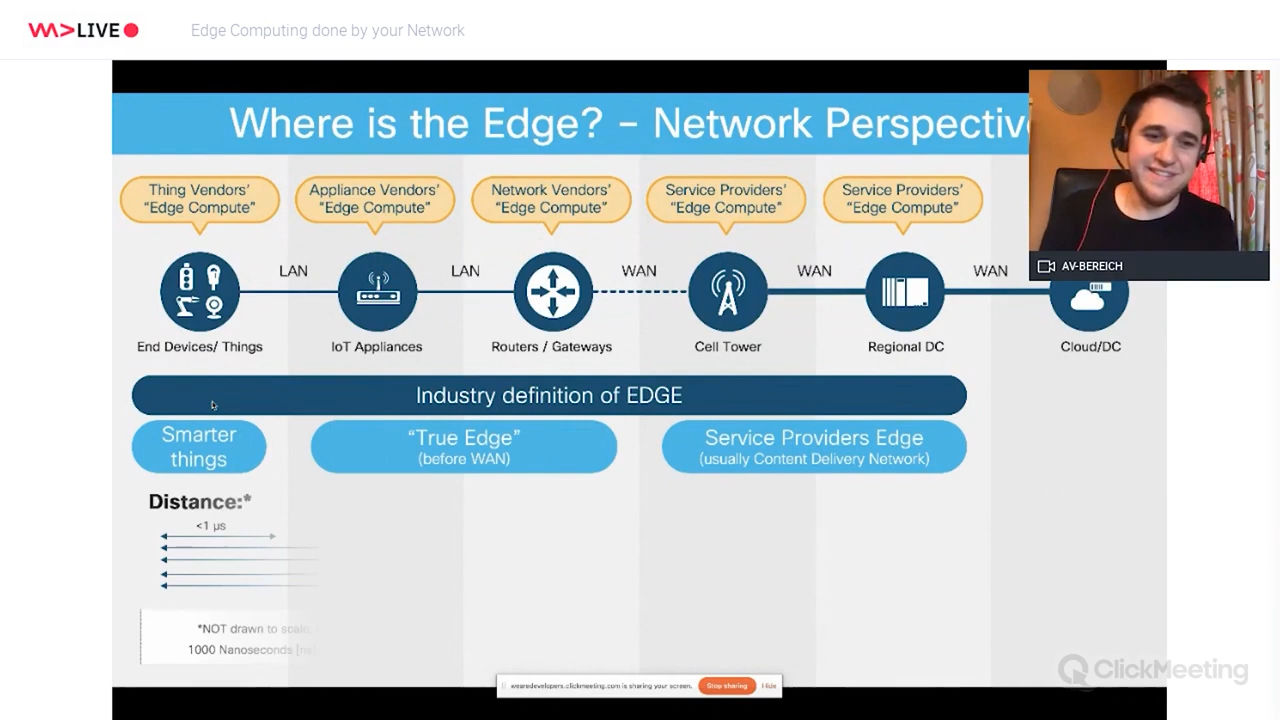 WA>LIVE
Edge Computing done by your Network
Where is the Edge? – Network Perspective
Thing Vendors'
"Edge Compute"
Appliance Vendors'
"Edge Compute"
Network Vendors'
"Edge Compute"
Service Providers'
"Edge Compute"
Service Providers'
"Edge Compute"
AV-BEREICH
LAN
LAN
WAN
WAN
WAN
End Devices/ Things
IoT Appliances
Routers / Gateways
Cell Tower
Regional DC
Cloud/DC
Industry definition of EDGE
Smarter
things
"True Edge"
(before WAN)
Service Providers Edge
(usually Content Delivery Network)
Distance:*
<1 µs
*NOT drawn to scale
1000 Nanoseconds [ns
wearedevelopers.clickmeeting.com is sharing your screen.
Stop sharing
Hide
ClickMeeting